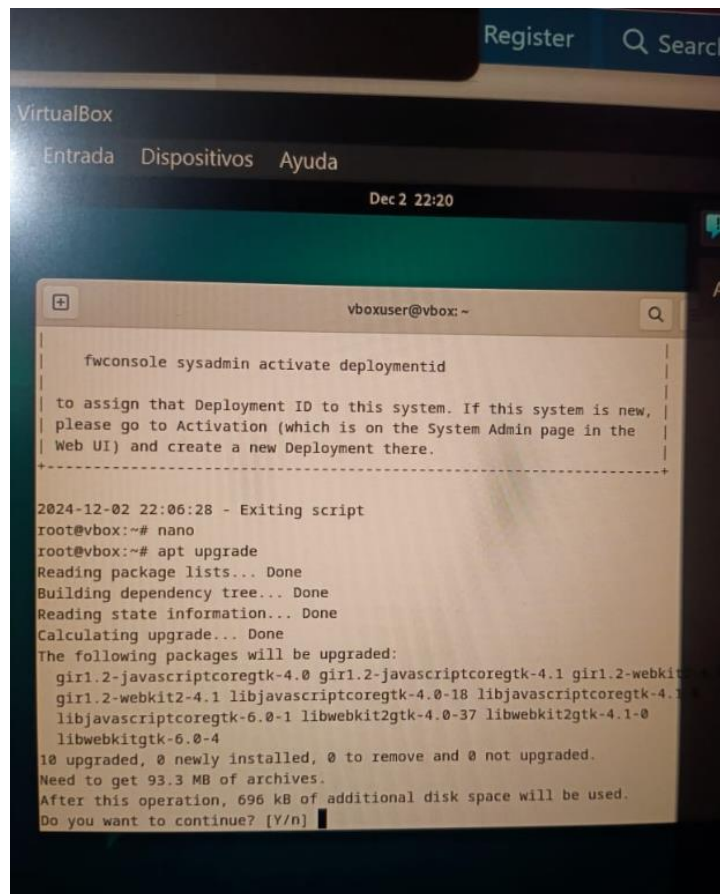 Register Search
VirtualBox
Entrada Dispositivos Ayuda
Dec 2 22:20
vboxuser@vbox: ~
fwconsole sysadmin activate deploymentid
to assign that Deployment ID to this system. If this system is new,
please go to Activation (which is on the System Admin page in the
Web UI) and create a new Deployment there.
2024-12-02 22:06:28 - Exiting script
root@vbox:~# nano
root@vbox:~# apt upgrade
Reading package lists... Done
Building dependency tree... Done
Reading state information... Done
Calculating upgrade... Done
The following packages will be upgraded:
gir1.2-javascriptcoregtk-4.0 gir1.2-javascriptcoregtk-4.1
gir1.2-webkit2-4.1 libjavascriptcoregtk-4.0-18
libjavascriptcoregtk-6.0-1 libwebkit2gtk-4.0-37 libwebkit2gtk-4.1-0
libwebkitgtk-6.0-4
10 upgraded, 0 newly installed, 0 to remove and 0 not upgraded.
Need to get 93.3 MB of archives.
After this operation, 696 kB of additional disk space will be used.
Do you want to continue? [Y/n]